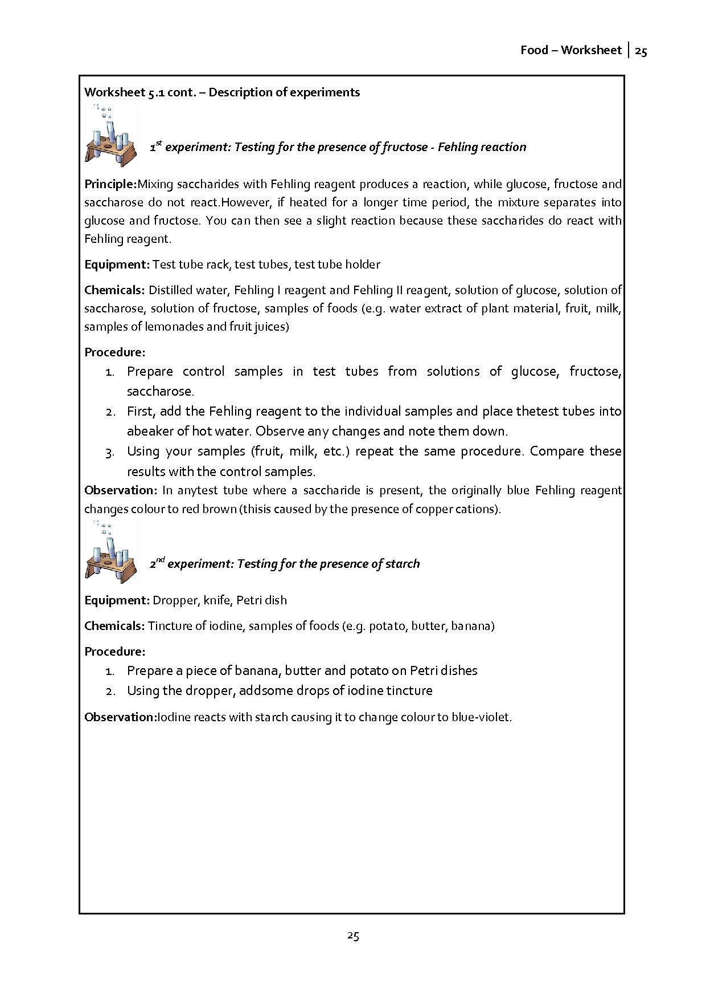 Food – Worksheet | 25
Worksheet 5.1 cont. – Description of experiments
1st experiment: Testing for the presence of fructose - Fehling reaction
Principle:Mixing saccharides with Fehling reagent produces a reaction, while glucose, fructose and
saccharose do not react.However, if heated for a longer time period, the mixture separates into
glucose and fructose. You can then see a slight reaction because these saccharides do react with
Fehling reagent.
Equipment: Test tube rack, test tubes, test tube holder
Chemicals: Distilled water, Fehling I reagent and Fehling II reagent, solution of glucose, solution of
saccharose, solution of fructose, samples of foods (e.g. water extract of plant material, fruit, milk,
samples of lemonades and fruit juices)
Procedure:
1. Prepare control samples in test tubes from solutions of glucose, fructose,
saccharose.
2. First, add the Fehling reagent to the individual samples and place thetest tubes into
abeaker of hot water. Observe any changes and note them down.
3. Using your samples (fruit, milk, etc.) repeat the same procedure. Compare these
results with the control samples.
Observation: In anytest tube where a saccharide is present, the originally blue Fehling reagent
changes colour to red brown (thisis caused by the presence of copper cations).
2nd experiment: Testing for the presence of starch
Equipment: Dropper, knife, Petri dish
Chemicals: Tincture of iodine, samples of foods (e.g. potato, butter, banana)
Procedure:
1. Prepare a piece of banana, butter and potato on Petri dishes
2. Using the dropper, addsome drops of iodine tincture
Observation:Iodine reacts with starch causing it to change colour to blue-violet.
25